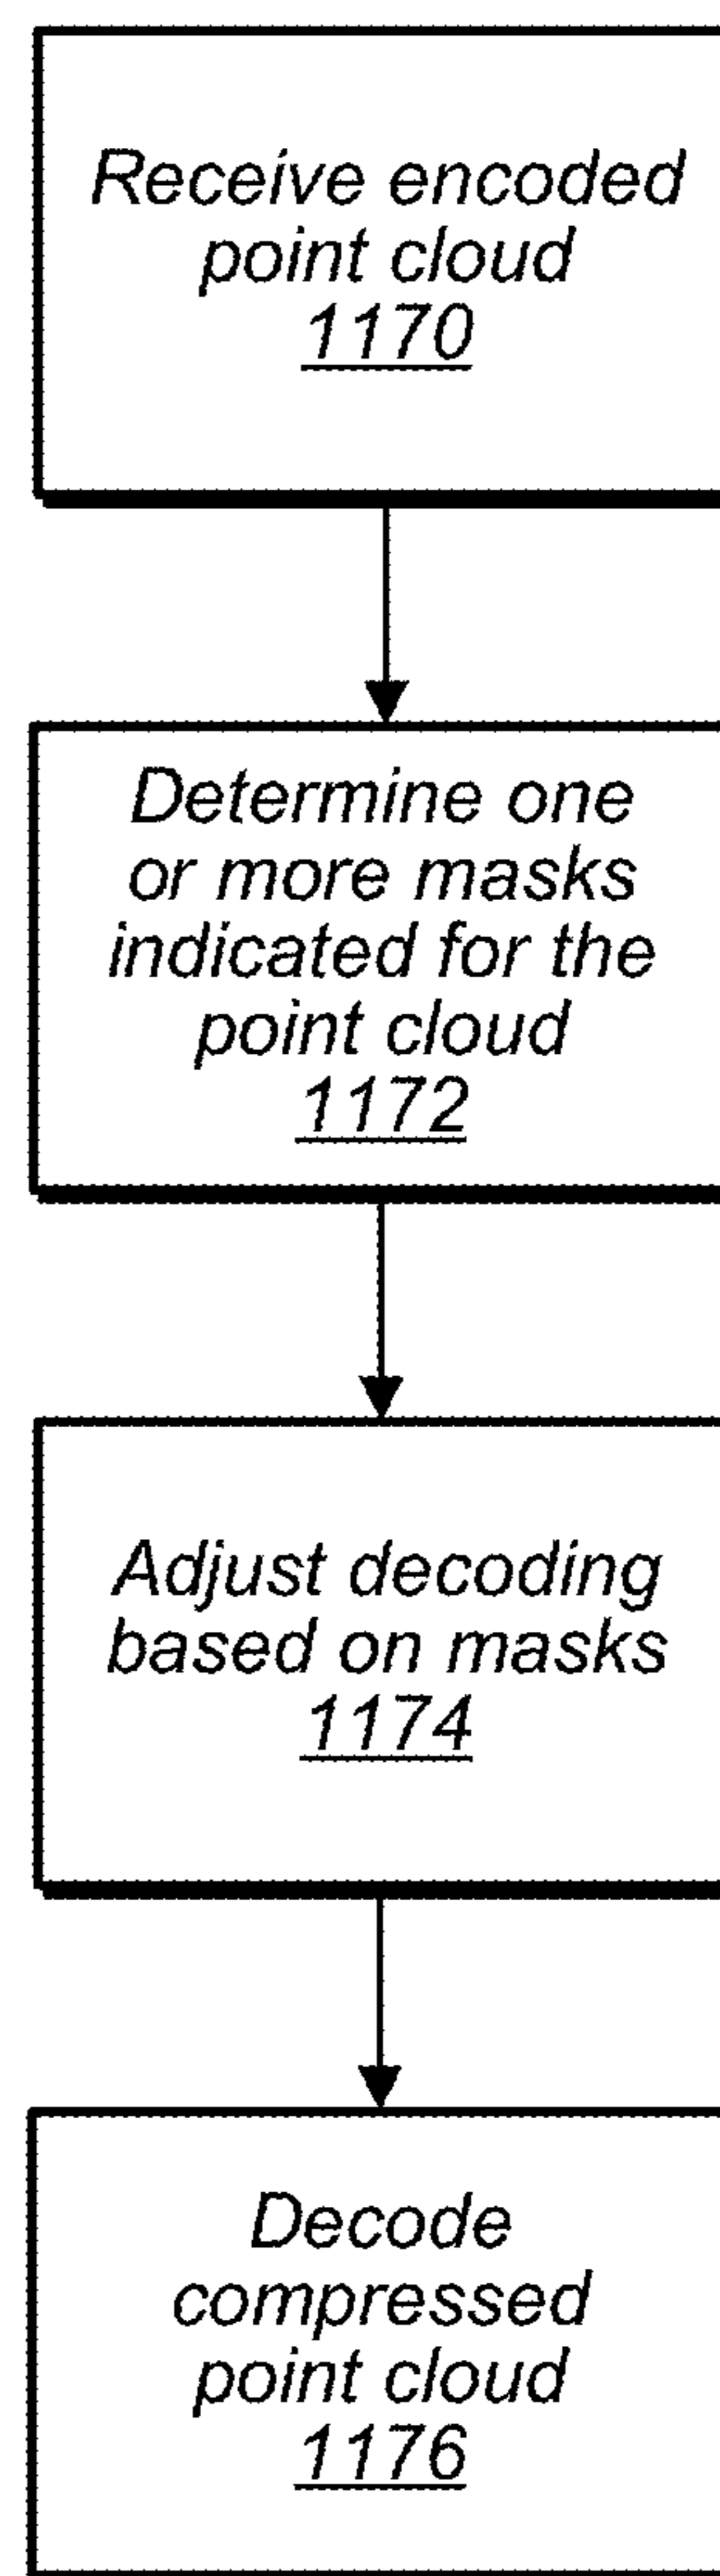 Receive encoded
point cloud
1170
Determine one
or more masks
indicated for the
point cloud
1172
Adjust decoding
based on masks
1174
Decode
compressed
point cloud
1176